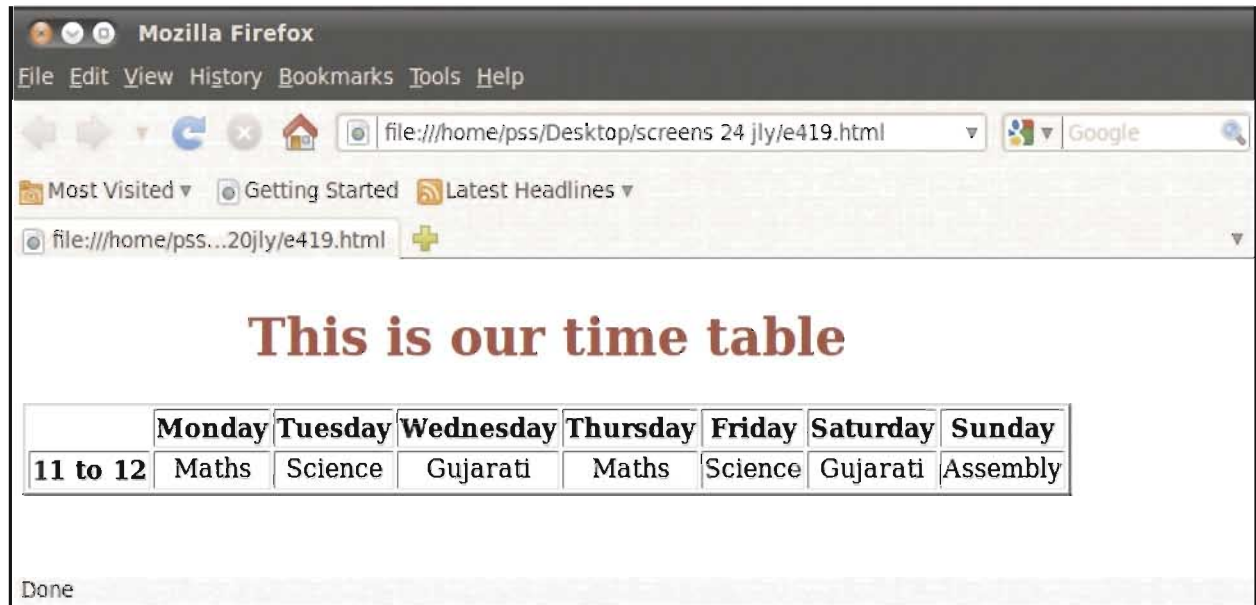 Mozilla Firefox
File Edit View History Bookmarks Tools Help
file:///home/pss/Desktop/screens 24 jly/e419.html Google
Most Visited Getting Started Latest Headlines
file:///home/pss...20jly/e419.html
This is our time table
Monday Tuesday Wednesday Thursday Friday Saturday Sunday
11 to 12 Maths Science Gujarati Maths Science Gujarati Assembly
Done